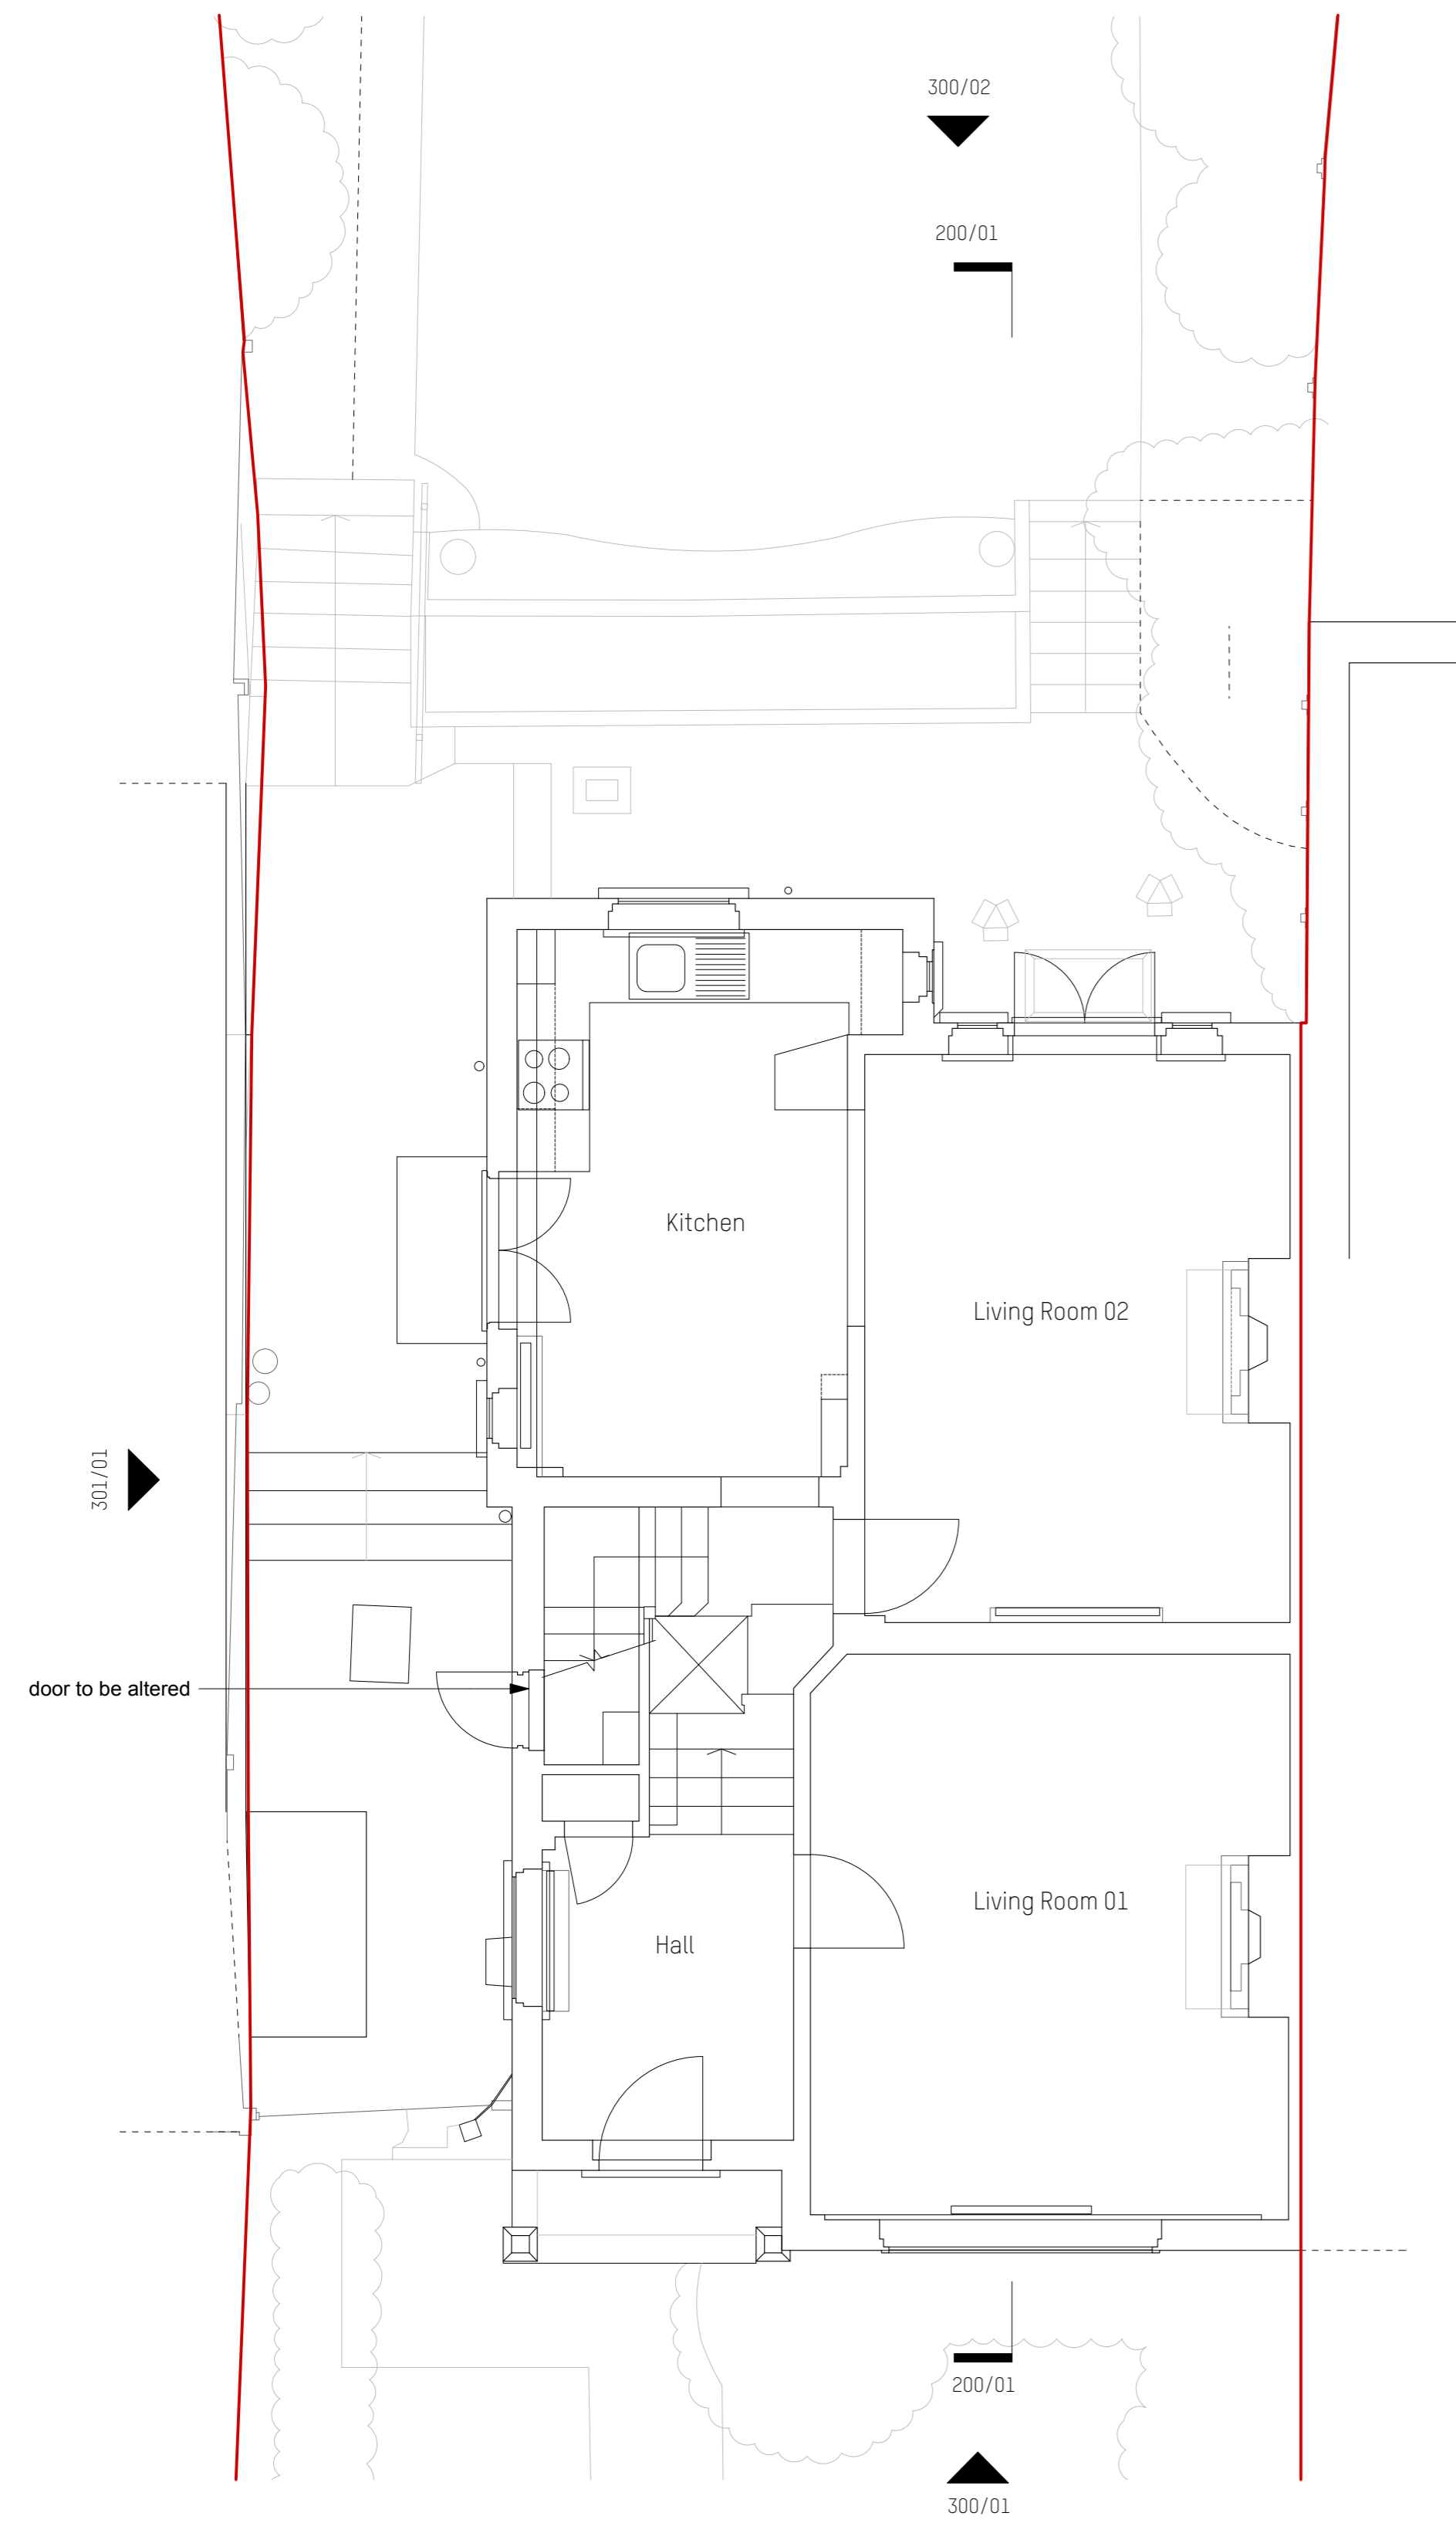 300/02
200/01
Kitchen
Living Room 02
301/01
door to be altered
Living Room 01
Hall
200/01
300/01